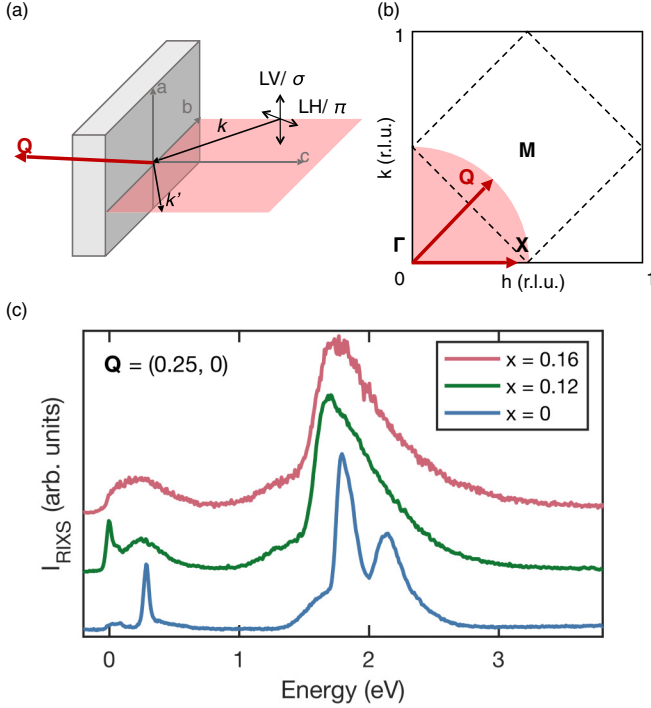 (a)
a
b
LV/ σ
LH/ π
k
Q
c
k'
(b)
1
k (r.l.u.)
M
Q
Γ
X
0
h (r.l.u.)
1
(c)
Q = (0.25, 0)
x = 0.16
x = 0.12
x = 0
I_RIXS (arb. units)
0
1
2
3
Energy (eV)